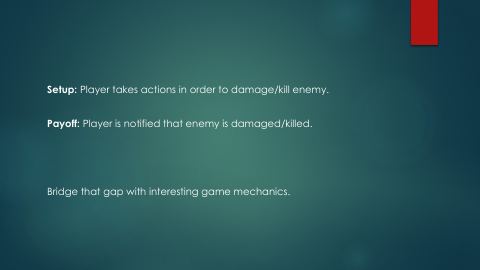 Setup: Player takes actions in order to damage/kill enemy.
Payoff: Player is notified that enemy is damaged/killed.
Bridge that gap with interesting game mechanics.